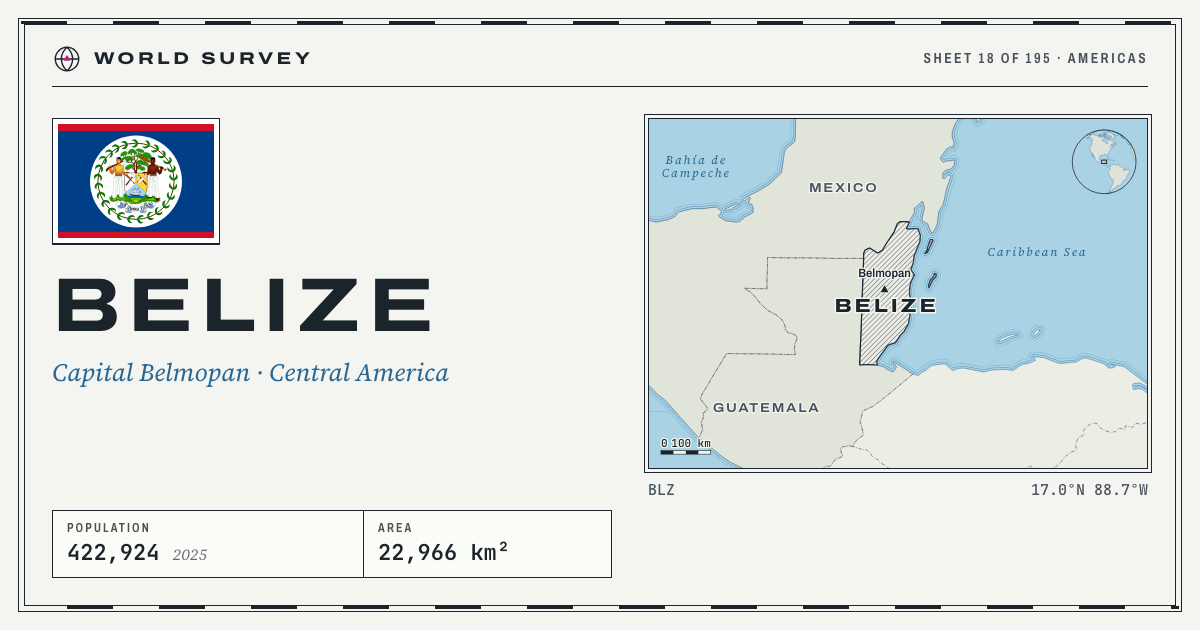 WORLD SURVEY
SHEET 18 OF 195 · AMERICAS
BELIZE
Capital Belmopan · Central America
POPULATION
422,924 2025
AREA
22,966 km²
Bahía de
Campeche
MEXICO
Caribbean Sea
Belmopan
BELIZE
GUATEMALA
0 100 km
BLZ
17.0°N 88.7°W